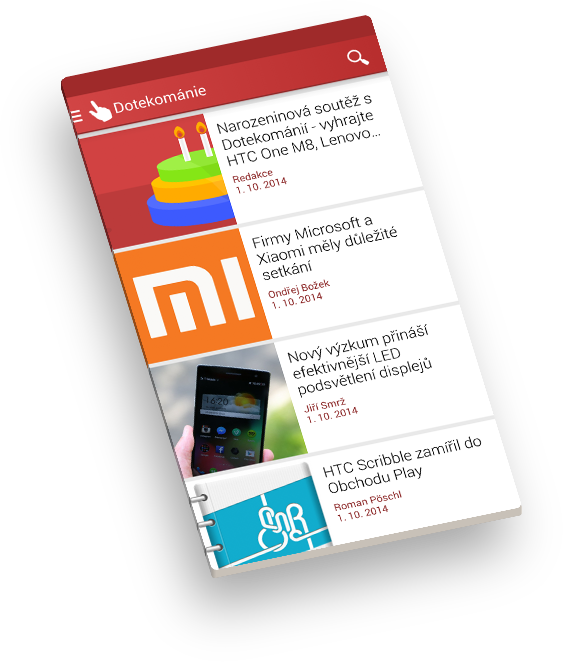 Dotekománie
Narozeninová soutěž s
Dotekománií - vyhrajte
HTC One M8, Lenovo...
Redakce
1. 10. 2014
Firmy Microsoft a
Xiaomi měly důležité
setkání
Ondřej Božek
1. 10. 2014
Nový výzkum přináší
efektivnější LED
podsvětlení displejů
Jiří Smrž
1. 10. 2014
16:20
HTC Scribble zamířil do
Obchodu Play
Roman Pöschl
1. 10. 2014